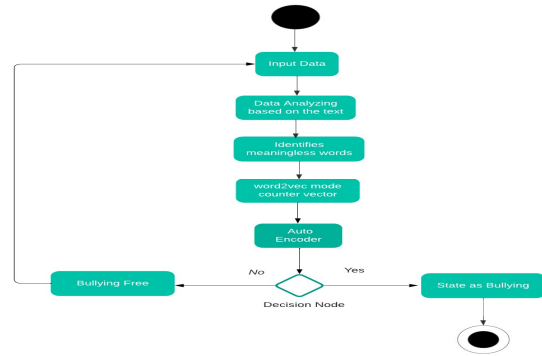 Input Data
Data Analyzing
based on the text
Identifies
meaningless words
word2vec mode
counter vector
Auto
Encoder
No
Yes
Bullying Free
State as Bullying
Decision Node